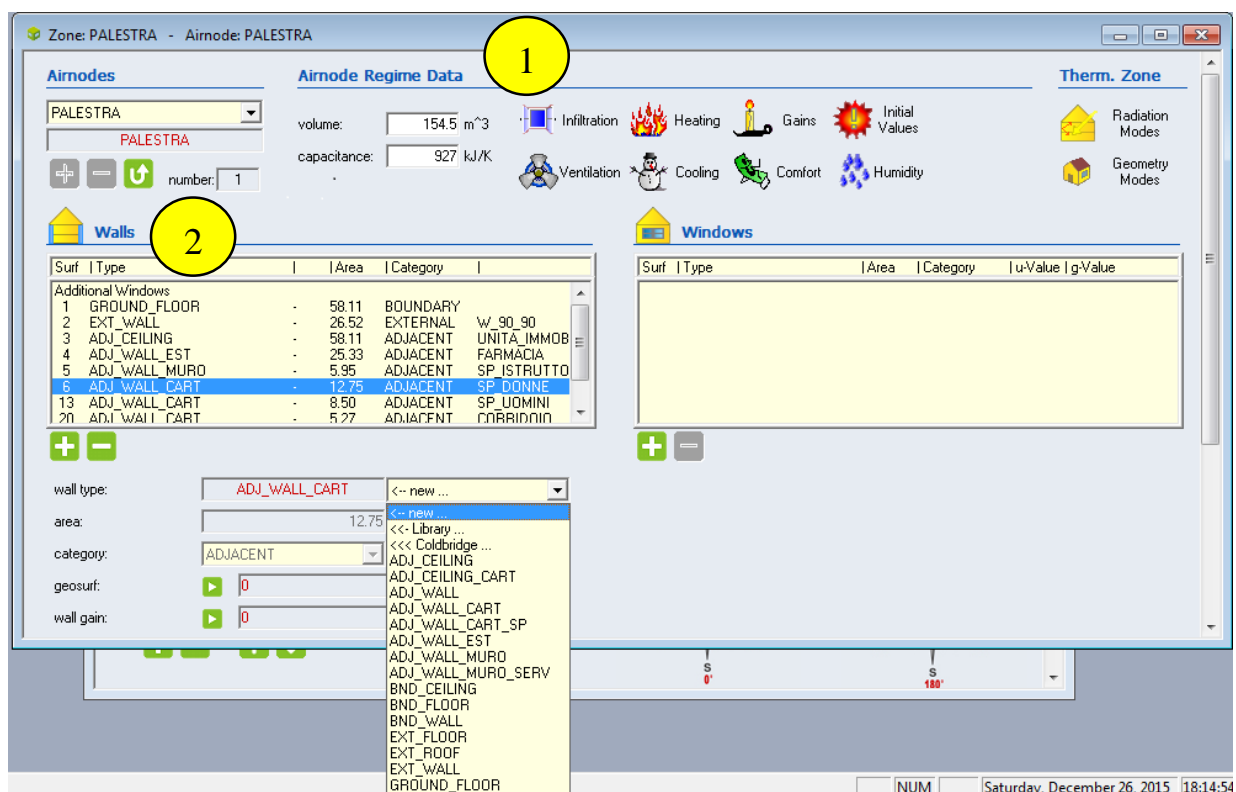 Zone: PALESTRA - Airnode: PALESTRA
1
Airnodes
Airnode Regime Data
Therm. Zone
PALESTRA
PALESTRA
number: 1
volume: 154.5 m^3
capacitance: 927 kJ/K
Infiltration Heating Gains Initial Values
Ventilation Cooling Comfort Humidity
Radiation Modes
Geometry Modes
Walls
2
Windows
Surf | Type | | Area | Category |
Additional Windows
1 GROUND_FLOOR - 58.11 BOUNDARY
2 EXT_WALL - 26.52 EXTERNAL W_90_90
3 ADJ_CEILING - 58.11 ADJACENT UNITA_IMMOB
4 ADJ_WALL_EST - 25.33 ADJACENT FARMACIA
5 ADJ_WALL_MURO - 5.95 ADJACENT SP_ISTRUTTO
6 ADJ_WALL_CART - 12.75 ADJACENT SP_DONNE
13 ADJ_WALL_CART - 8.50 ADJACENT SP_UOMINI
20 ADJ_WALL_CART - 5.27 ADJACENT CORRIDOIO
Surf | Type | Area | Category | u-Value | g-Value
wall type: ADJ_WALL_CART <-- new ...
area: 12.75
category: ADJACENT
geosurf: 0
wall gain: 0
<-- new ...
<<- Library ...
<<< Coldbridge ...
ADJ_CEILING
ADJ_CEILING_CART
ADJ_WALL
ADJ_WALL_CART
ADJ_WALL_CART_SP
ADJ_WALL_EST
ADJ_WALL_MURO
ADJ_WALL_MURO_SERV
BND_CEILING
BND_FLOOR
BND_WALL
EXT_FLOOR
EXT_ROOF
EXT_WALL
GROUND_FLOOR
S
0°
S
180°
NUM Saturday, December 26, 2015 18:14:54